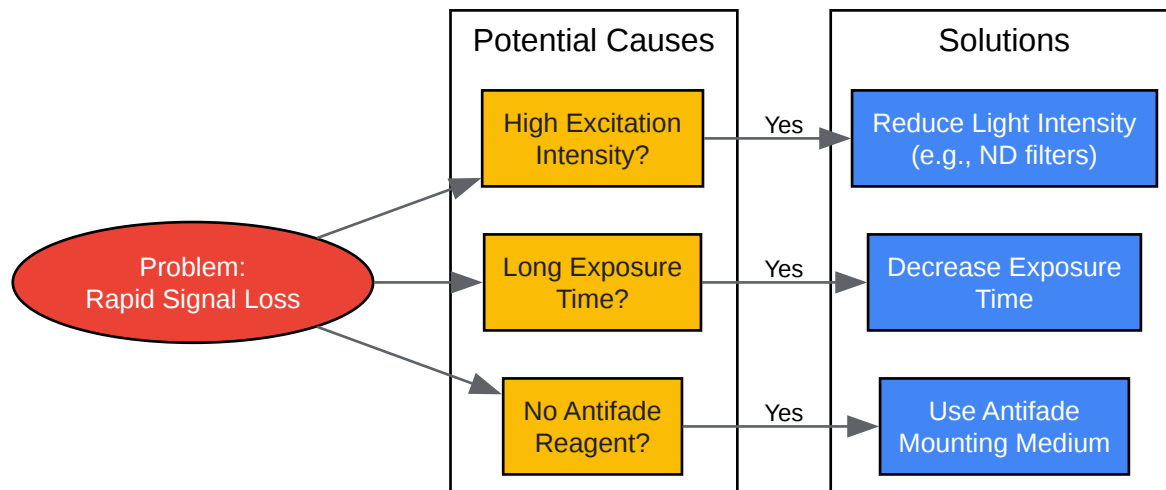 Potential Causes
Solutions
High Excitation
Intensity?
Yes
Reduce Light Intensity
(e.g., ND filters)
Problem:
Rapid Signal Loss
Long Exposure
Time?
Yes
Decrease Exposure
Time
No Antifade
Reagent?
Yes
Use Antifade
Mounting Medium